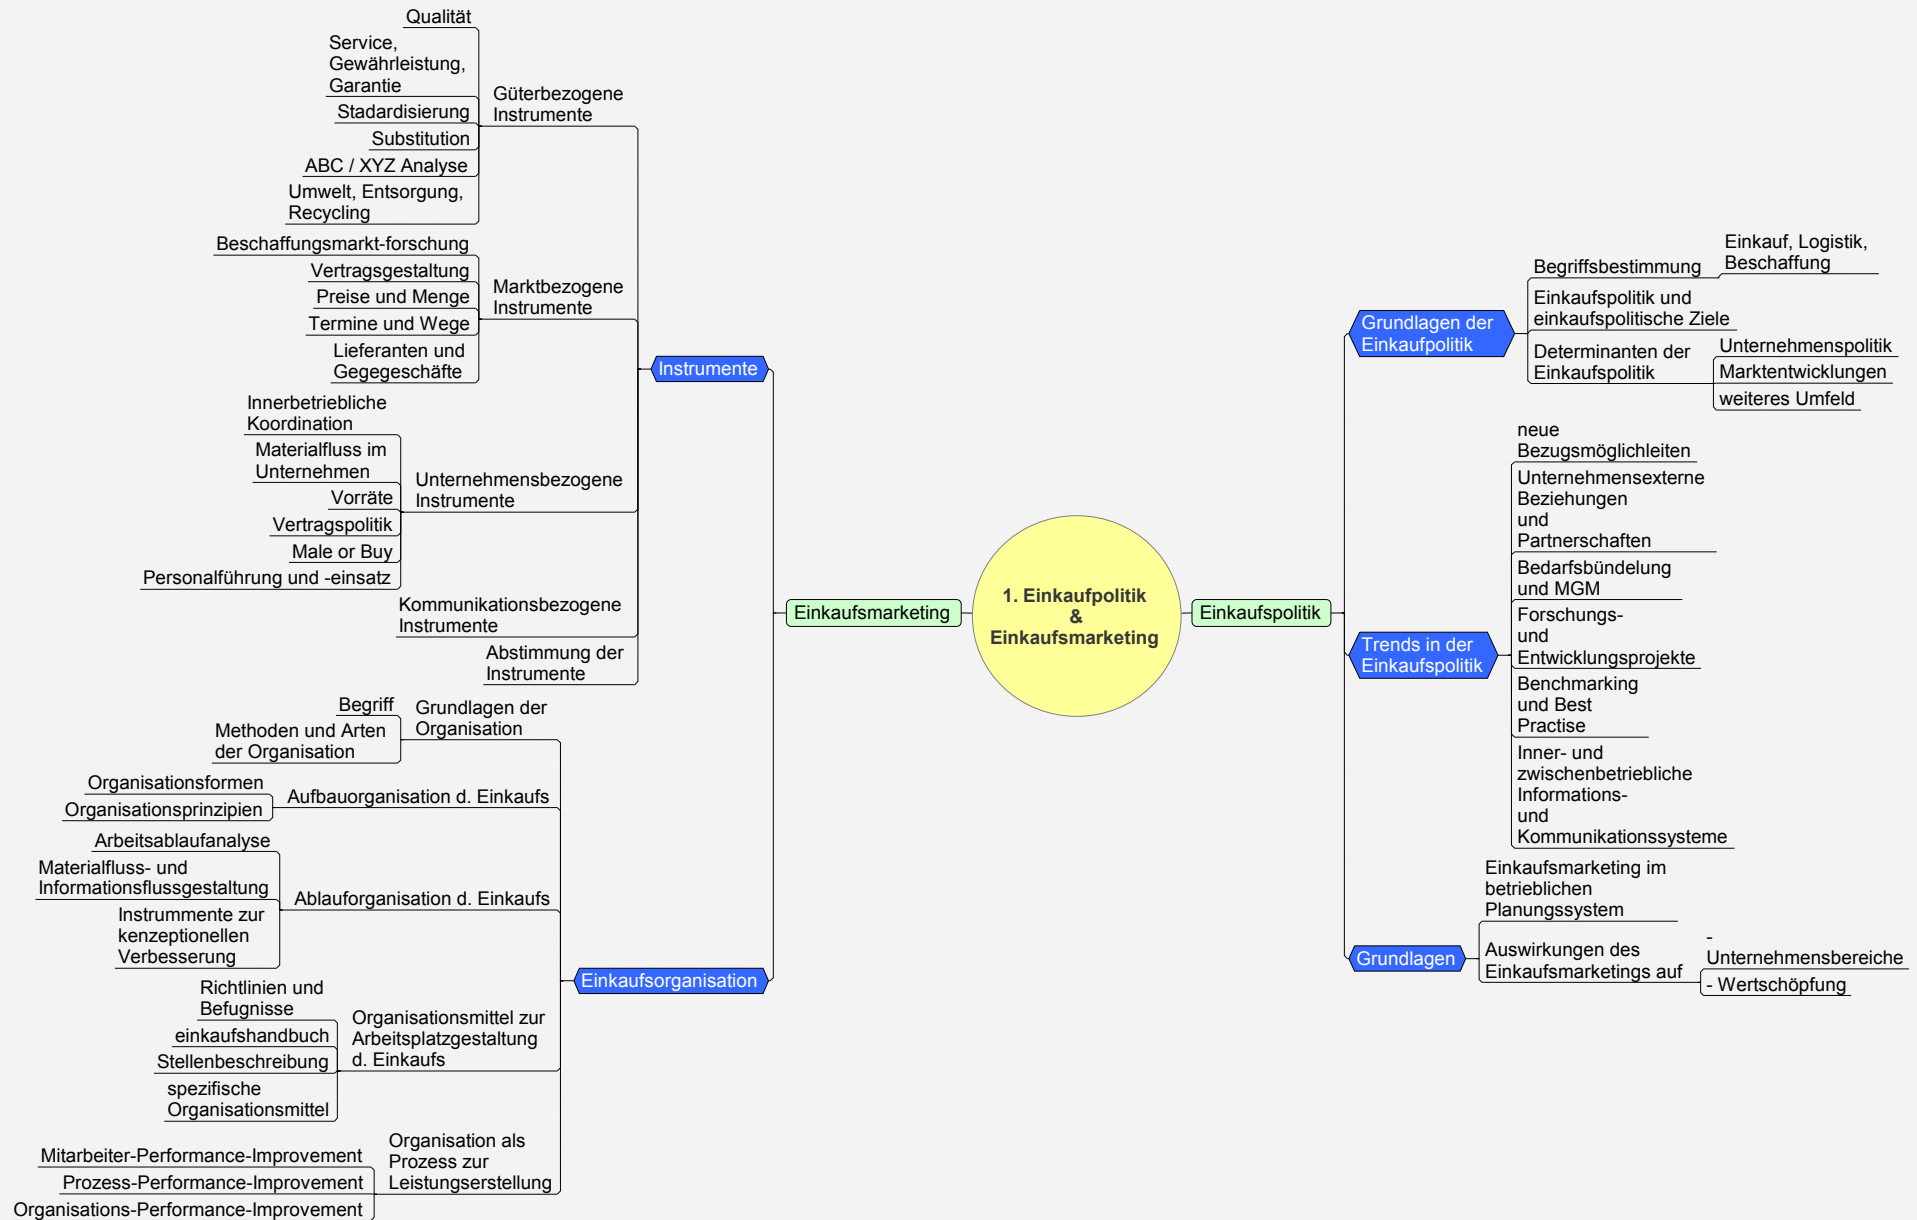 1. Einkaufpolitik
&
Einkaufsmarketing
Einkaufspolitik
Grundlagen der
Einkaufpolitik
Begriffsbestimmung
Einkauf, Logistik,
Beschaffung
Einkaufspolitik und
einkaufspolitische Ziele
Determinanten der
Einkaufspolitik
Unternehmenspolitik
Marktentwicklungen
weiteres Umfeld
Trends in der
Einkaufspolitik
neue
Bezugsmöglichleiten
Unternehmensexterne
Beziehungen
und
Partnerschaften
Bedarfsbündelung
und MGM
Forschungs-
und
Entwicklungsprojekte
Benchmarking
und Best
Practise
Inner- und
zwischenbetriebliche
Informations-
und
Kommunikationssysteme
Grundlagen
Einkaufsmarketing im
betrieblichen
Planungssystem
Auswirkungen des
Einkaufsmarketings auf
-
Unternehmensbereiche
- Wertschöpfung
Einkaufsmarketing
Instrumente
Güterbezogene
Instrumente
Qualität
Service,
Gewährleistung,
Garantie
Stadardisierung
Substitution
ABC / XYZ Analyse
Umwelt, Entsorgung,
Recycling
Marktbezogene
Instrumente
Beschaffungsmarkt-forschung
Vertragsgestaltung
Preise und Menge
Termine und Wege
Lieferanten und
Gegegeschäfte
Unternehmensbezogene
Instrumente
Innerbetriebliche
Koordination
Materialfluss im
Unternehmen
Vorräte
Vertragspolitik
Male or Buy
Personalführung und -einsatz
Kommunikationsbezogene
Instrumente
Abstimmung der
Instrumente
Einkaufsorganisation
Grundlagen der
Organisation
Begriff
Methoden und Arten
der Organisation
Aufbauorganisation d. Einkaufs
Organisationsformen
Organisationsprinzipien
Ablauforganisation d. Einkaufs
Arbeitsablaufanalyse
Materialfluss- und
Informationsflussgestaltung
Instrummente zur
kenzeptionellen
Verbesserung
Organisationsmittel zur
Arbeitsplatzgestaltung
d. Einkaufs
Richtlinien und
Befugnisse
einkaufshandbuch
Stellenbeschreibung
spezifische
Organisationsmittel
Organisation als
Prozess zur
Leistungserstellung
Mitarbeiter-Performance-Improvement
Prozess-Performance-Improvement
Organisations-Performance-Improvement